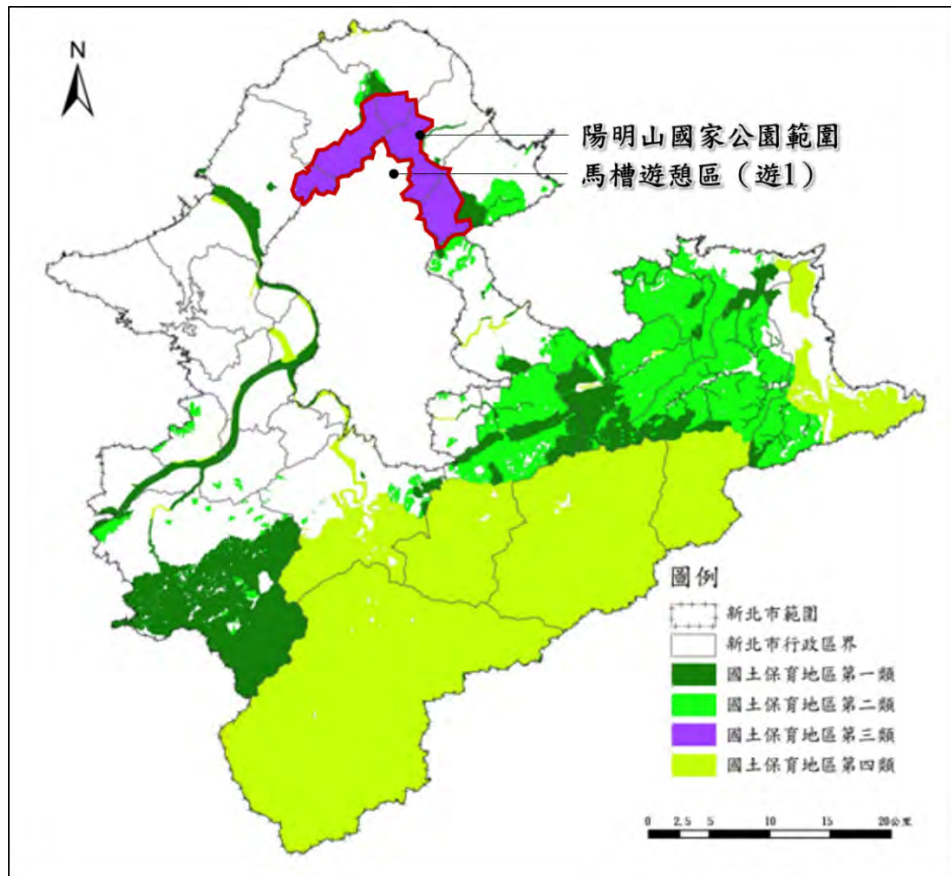 N
陽明山國家公園範圍
馬槽遊憩區（遊1）
圖例
新北市範圍
新北市行政區界
國土保育地區第一類
國土保育地區第二類
國土保育地區第三類
國土保育地區第四類
0 2.5 5 10 15 20公里